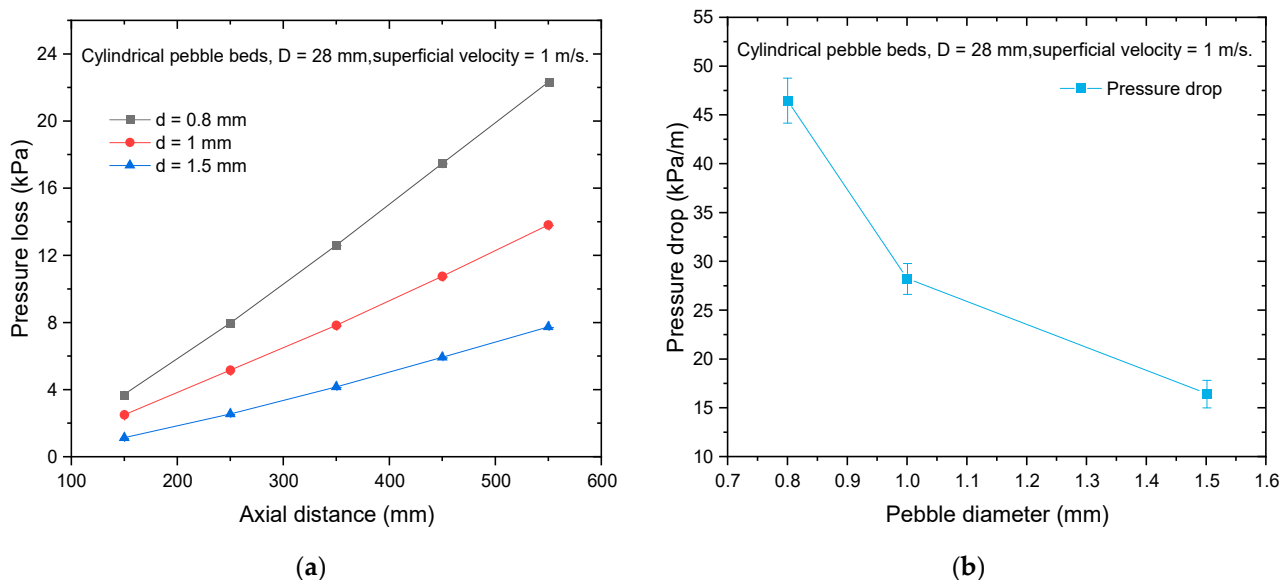 24
20
16
12
8
4
0
Pressure loss (kPa)
Cylindrical pebble beds, D = 28 mm,superficial velocity = 1 m/s.
d = 0.8 mm
d = 1 mm
d = 1.5 mm
100 200 300 400 500 600
Axial distance (mm)
(a)
55
50
45
40
35
30
25
20
15
10
Pressure drop (kPa/m)
Cylindrical pebble beds, D = 28 mm,superficial velocity = 1 m/s.
Pressure drop
0.7 0.8 0.9 1.0 1.1 1.2 1.3 1.4 1.5 1.6
Pebble diameter (mm)
(b)